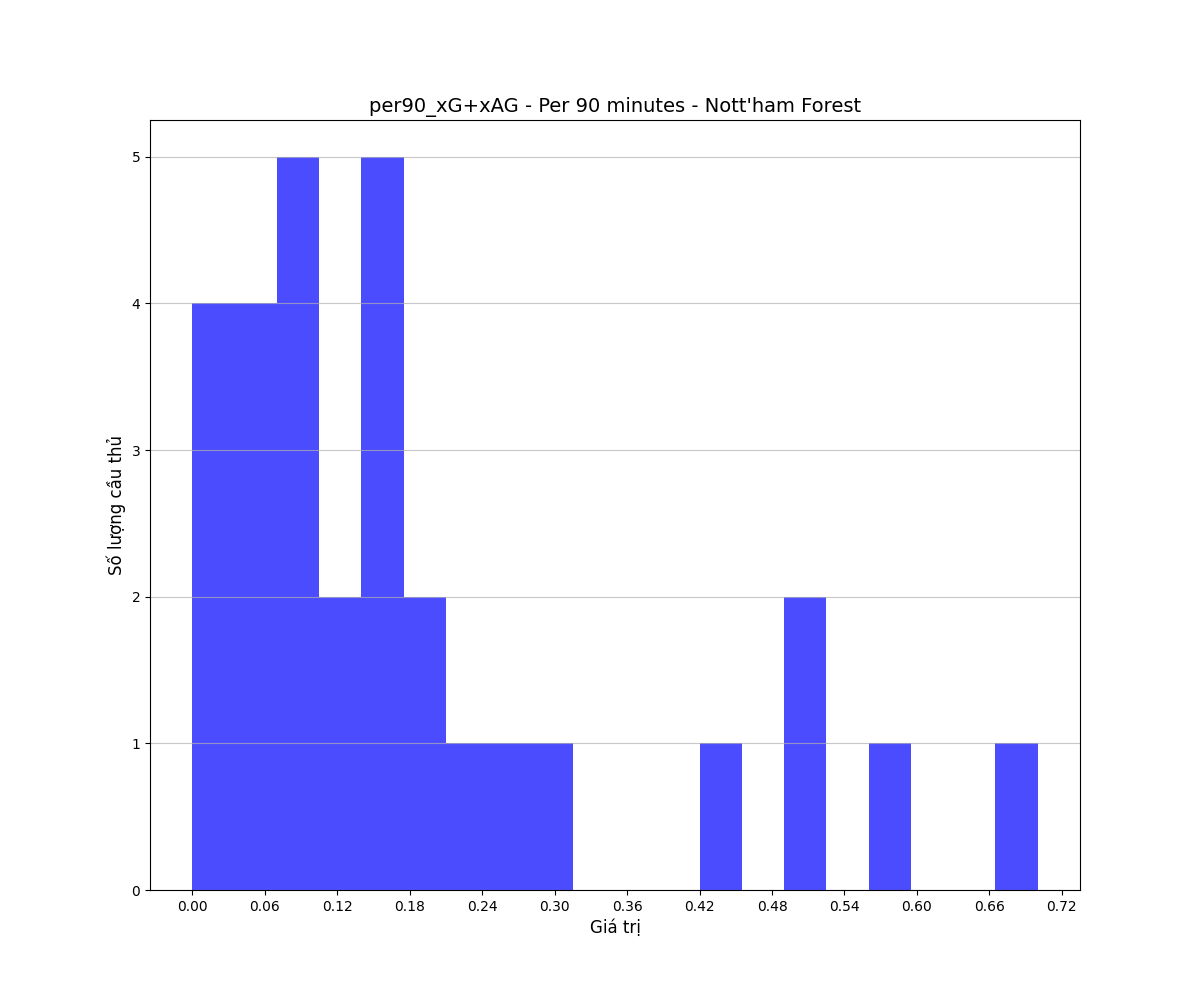 per90_xG+xAG - Per 90 minutes - Nott'ham Forest
5
4
3
2
1
0
Số lượng cầu thủ
0.00 0.06 0.12 0.18 0.24 0.30 0.36 0.42 0.48 0.54 0.60 0.66 0.72
Giá trị